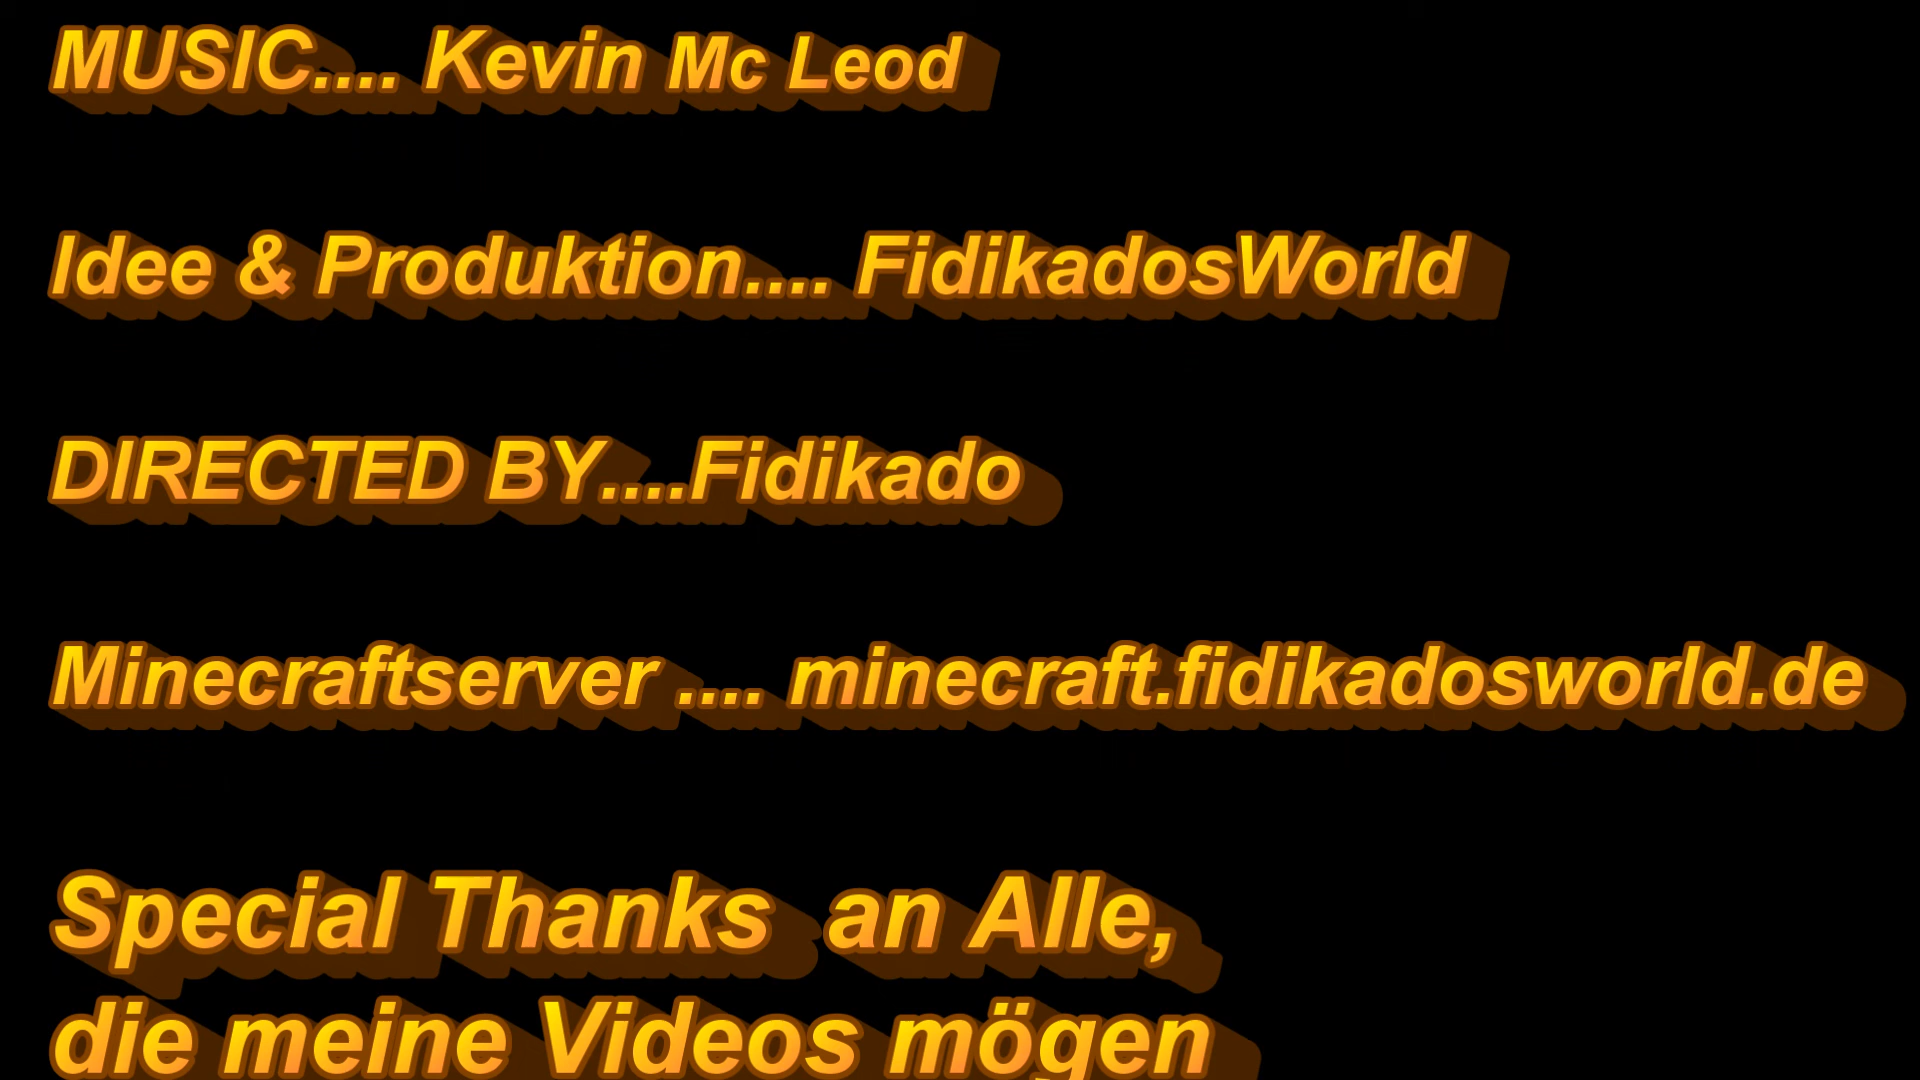 MUSIC.... Kevin Mc Leod
Idee & Produktion.... FidikadosWorld
DIRECTED BY....Fidikado
Minecraftserver .... minecraft.fidikadosworld.de
Special Thanks  an Alle,
die meine Videos mögen